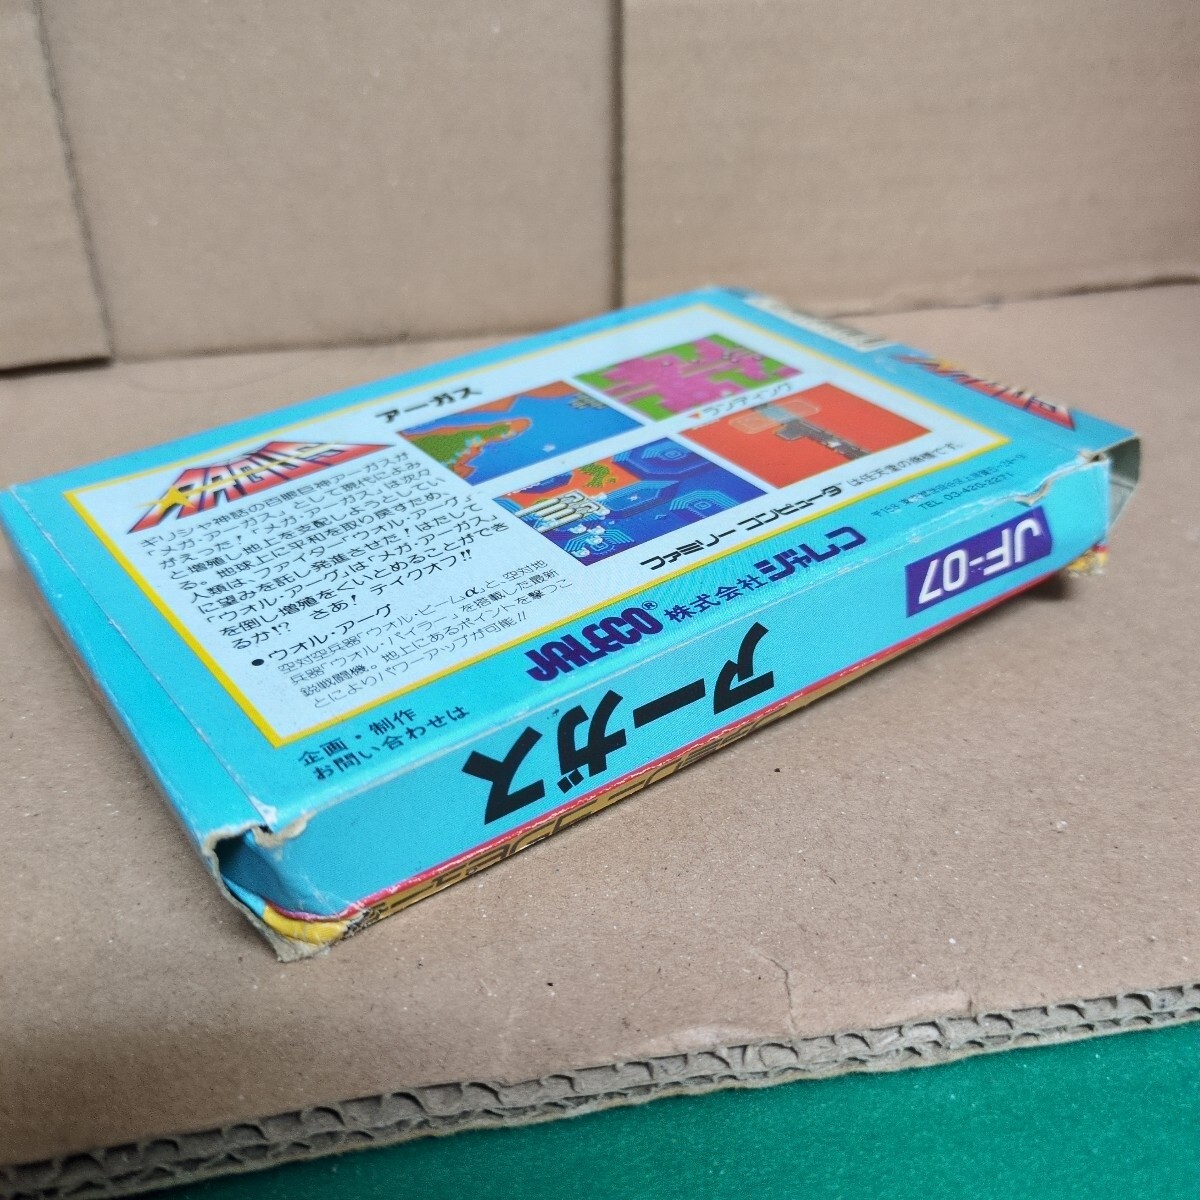 アーガス
ARGUS
ギリシャ神話の百眼巨神アーガスが
「メガ・アーガス」として現代によみ
がえった!「メガ・アーガス」は次々
と増殖し地上を支配しようとしてい
る。地球上に平和を取り戻すため、
人類は、ファイター「ウオル・アーグ」
に望みを託し発進させた!はたして
「ウオル・アーグ」は「メガ・アーガス」
を倒し増殖をくいとめることができ
るか!? さあ! テイクオフ!!
●ウオル・アーグ
空対空兵器「ウオル・ビームα」と、空対地
兵器「ウオル・バイラー」を搭載した最新
鋭戦闘機。地上にあるポイントを撃つこ
とによりパワーアップが可能!!
▼ランディング
ファミリーコンピュータは任天堂の商標です。
企画・制作
お問い合わせは
JALECO®
株式会社ジャレコ
TEL 03-420-2271
アーガス
JF-07